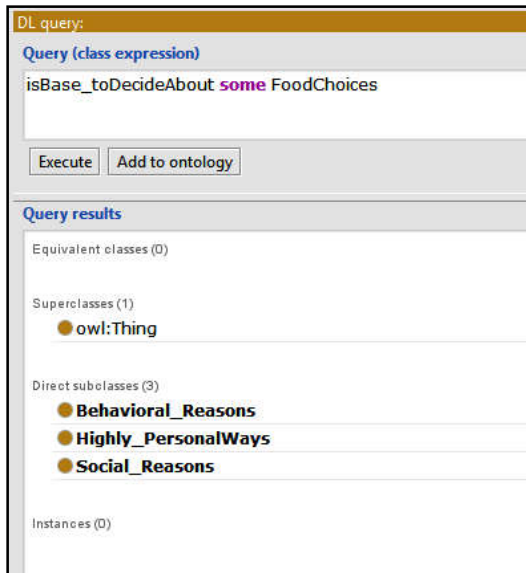 DL query:
Query (class expression)
isBase_toDecideAbout some FoodChoices
Execute Add to ontology
Query results
Equivalent classes (0)
Superclasses (1)
owl:Thing
Direct subclasses (3)
Behavioral_Reasons
Highly_PersonalWays
Social_Reasons
Instances (0)